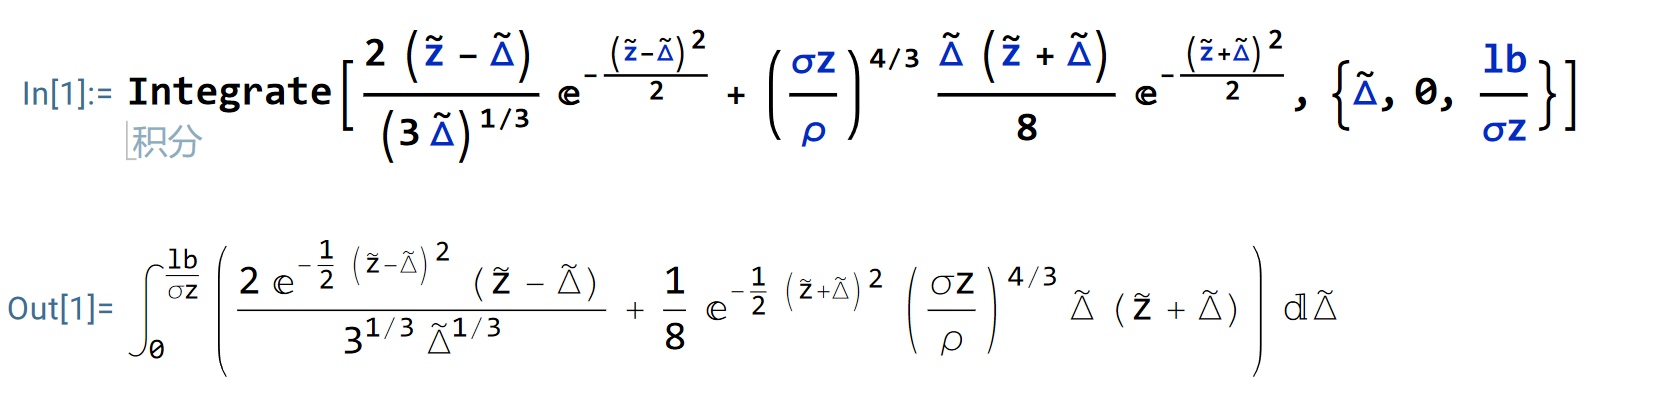 In[1]:= Integrate[2 (z̃ - Δ̃)/(3 Δ̃)^(1/3) ⅇ^(-(z̃-Δ̃)^2/2) + (σz/ρ)^(4/3) Δ̃ (z̃ + Δ̃)/8 ⅇ^(-(z̃+Δ̃)^2/2), {Δ̃, 0, lb/σz}]
积分
Out[1]= ∫_0^(lb/σz) (2 ⅇ^(-1/2 (z̃-Δ̃)^2) (z̃ - Δ̃)/(3^(1/3) Δ̃^(1/3)) + 1/8 ⅇ^(-1/2 (z̃+Δ̃)^2) (σz/ρ)^(4/3) Δ̃ (z̃ + Δ̃)) ⅆΔ̃